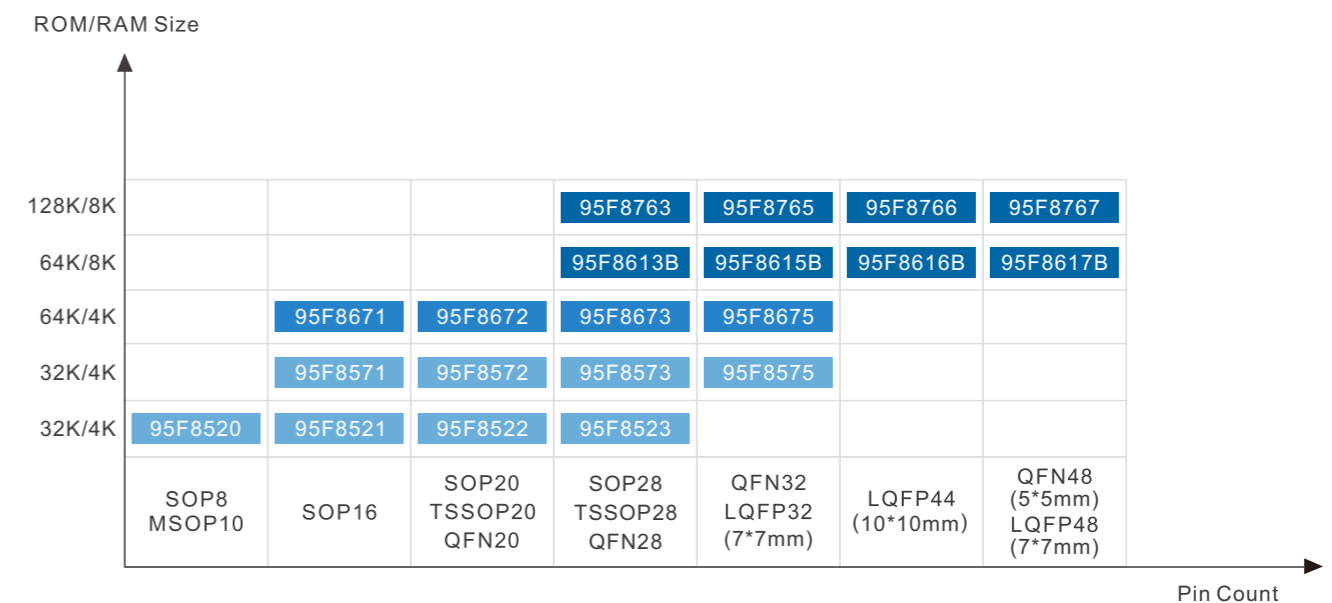 ROM/RAM Size
128K/8K 95F8763 95F8765 95F8766 95F8767
64K/8K 95F8613B 95F8615B 95F8616B 95F8617B
64K/4K 95F8671 95F8672 95F8673 95F8675
32K/4K 95F8571 95F8572 95F8573 95F8575
32K/4K 95F8520 95F8521 95F8522 95F8523
SOP8
MSOP10
SOP16
SOP20
TSSOP20
QFN20
SOP28
TSSOP28
QFN28
QFN32
LQFP32
(7*7mm)
LQFP44
(10*10mm)
QFN48
(5*5mm)
LQFP48
(7*7mm)
Pin Count